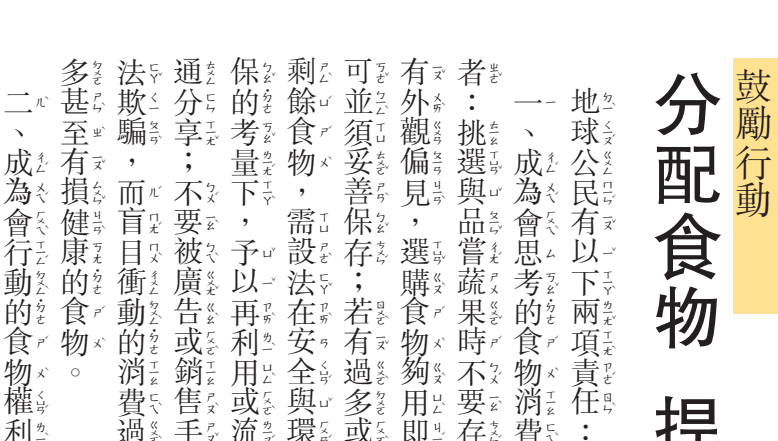 鼓勵行動
分配食物
地球公民有以下兩項責任：
一、成為會思考的食物消費
者：挑選與品嘗蔬果時不要存
有外觀偏見，選購食物夠用即
可並須妥善保存；若有過多或
剩餘食物，需設法在安全與環
保的考量下，予以再利用或流
通分享；不要被廣告或銷售手
法欺騙，而盲目衝動的消費過
多甚至有損健康的食物。
二、成為會行動的食物權利